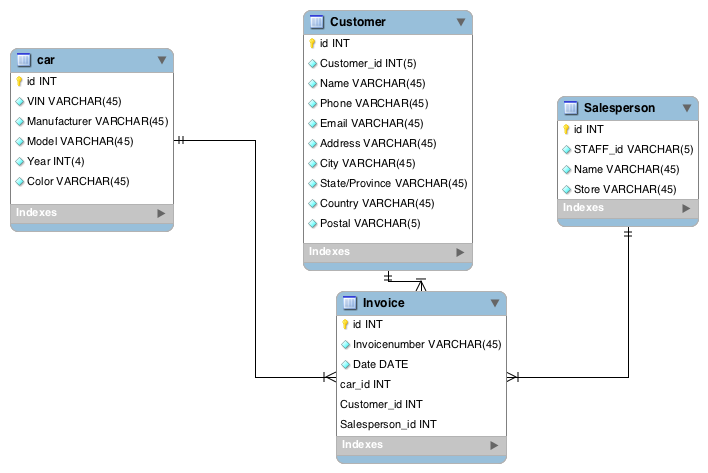 car
id INT
VIN VARCHAR(45)
Manufacturer VARCHAR(45)
Model VARCHAR(45)
Year INT(4)
Color VARCHAR(45)
Indexes
Customer
id INT
Customer_id INT(5)
Name VARCHAR(45)
Phone VARCHAR(45)
Email VARCHAR(45)
Address VARCHAR(45)
City VARCHAR(45)
State/Province VARCHAR(45)
Country VARCHAR(45)
Postal VARCHAR(5)
Indexes
Salesperson
id INT
STAFF_id VARCHAR(5)
Name VARCHAR(45)
Store VARCHAR(45)
Indexes
Invoice
id INT
Invoicenumber VARCHAR(45)
Date DATE
car_id INT
Customer_id INT
Salesperson_id INT
Indexes